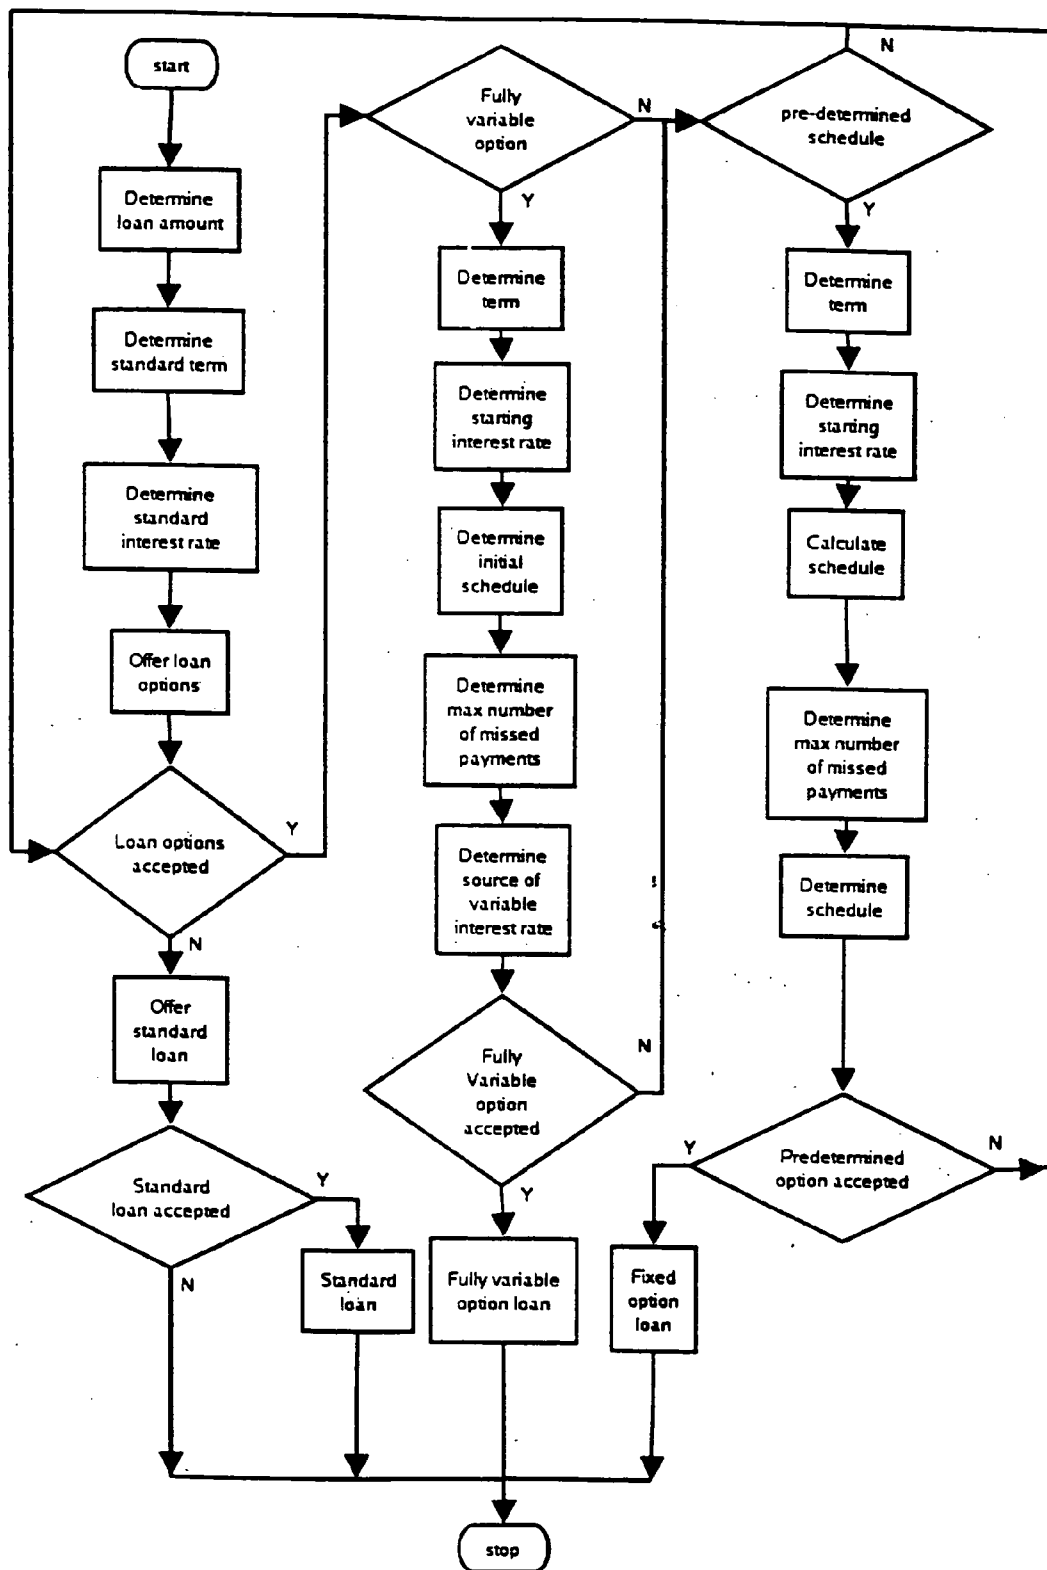 start
Determine
loan amount
Determine
standard term
Determine
standard
interest rate
Offer loan
options
Loan options
accepted
Y
N
Offer
standard
loan
Standard
loan accepted
Y
N
Standard
loan
Fully
variable
option
N
Y
Determine
term
Determine
starting
interest rate
Determine
initial
schedule
Determine
max number
of missed
payments
Determine
source of
variable
interest rate
Fully
Variable
option
accepted
N
Y
Fully variable
option loan
N
pre-determined
schedule
Y
Determine
term
Determine
starting
interest rate
Calculate
schedule
Determine
max number
of missed
payments
Determine
schedule
Predetermined
option accepted
Y
N
Fixed
option
loan
stop